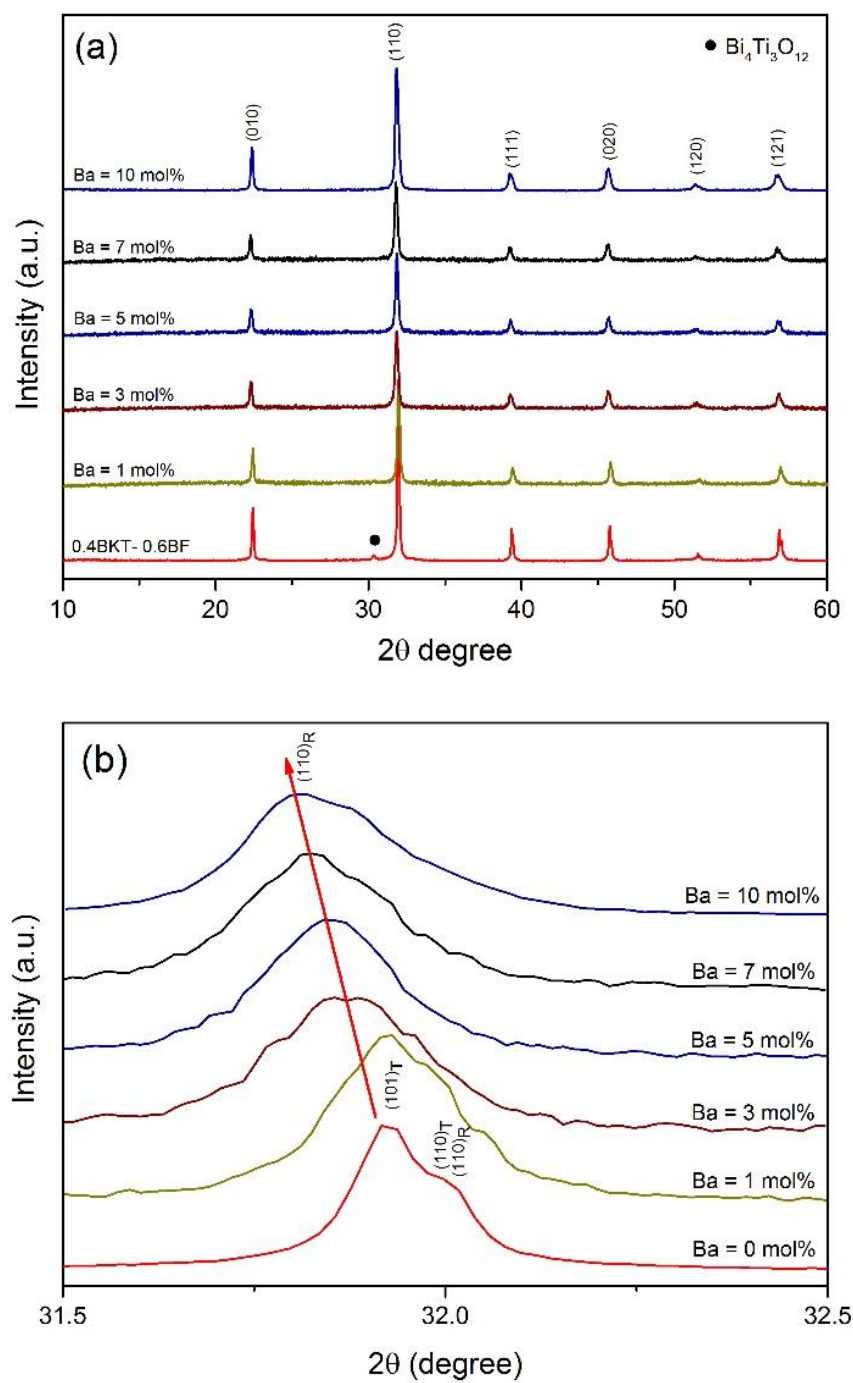 (a)
(110)
● Bi₄Ti₃O₁₂
(010)
(111)
(020)
(120)
(121)
Ba = 10 mol%
Ba = 7 mol%
Ba = 5 mol%
Ba = 3 mol%
Ba = 1 mol%
0.4BKT- 0.6BF
Intensity (a.u.)
10 20 30 40 50 60
2θ degree
(b)
(110)R
Ba = 10 mol%
Ba = 7 mol%
Ba = 5 mol%
Ba = 3 mol%
(101)T
(110)T
(110)R
Ba = 1 mol%
Ba = 0 mol%
Intensity (a.u.)
31.5 32.0 32.5
2θ (degree)